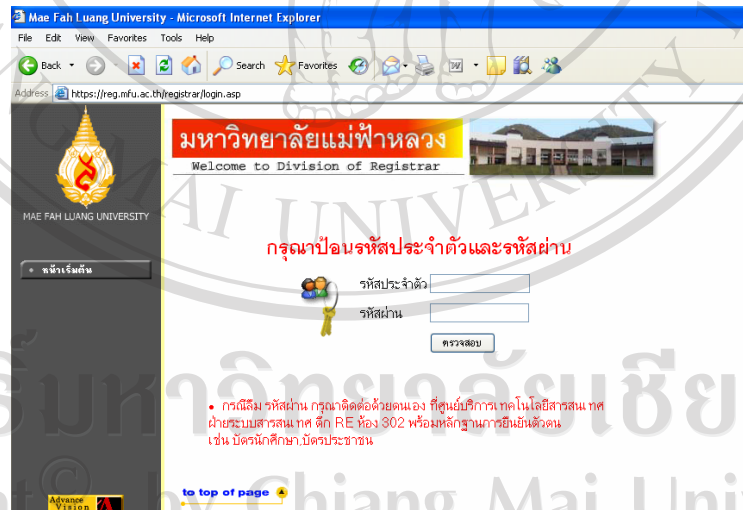 Mae Fah Luang University - Microsoft Internet Explorer
File Edit View Favorites Tools Help
Back Search Favorites
Address https://reg.mfu.ac.th/registrar/login.asp
มหาวิทยาลัยแม่ฟ้าหลวง
Welcome to Division of Registrar
MAE FAH LUANG UNIVERSITY
กรุณาป้อนรหัสประจำตัวและรหัสผ่าน
หน้าเริ่มต้น
รหัสประจำตัว
รหัสผ่าน
ตรวจสอบ
• กรณีลืม รหัสผ่าน กรุณาติดต่อด้วยตนเอง ที่ศูนย์บริการเทคโนโลยีสารสนเทศ
ฝ่ายระบบสารสนเทศ ตึก RE ห้อง 302 พร้อมหลักฐานการยืนยันตัวตน
เช่น บัตรนักศึกษา,บัตรประชาชน
to top of page
Advance
Vision
by Chiang Mai Uni